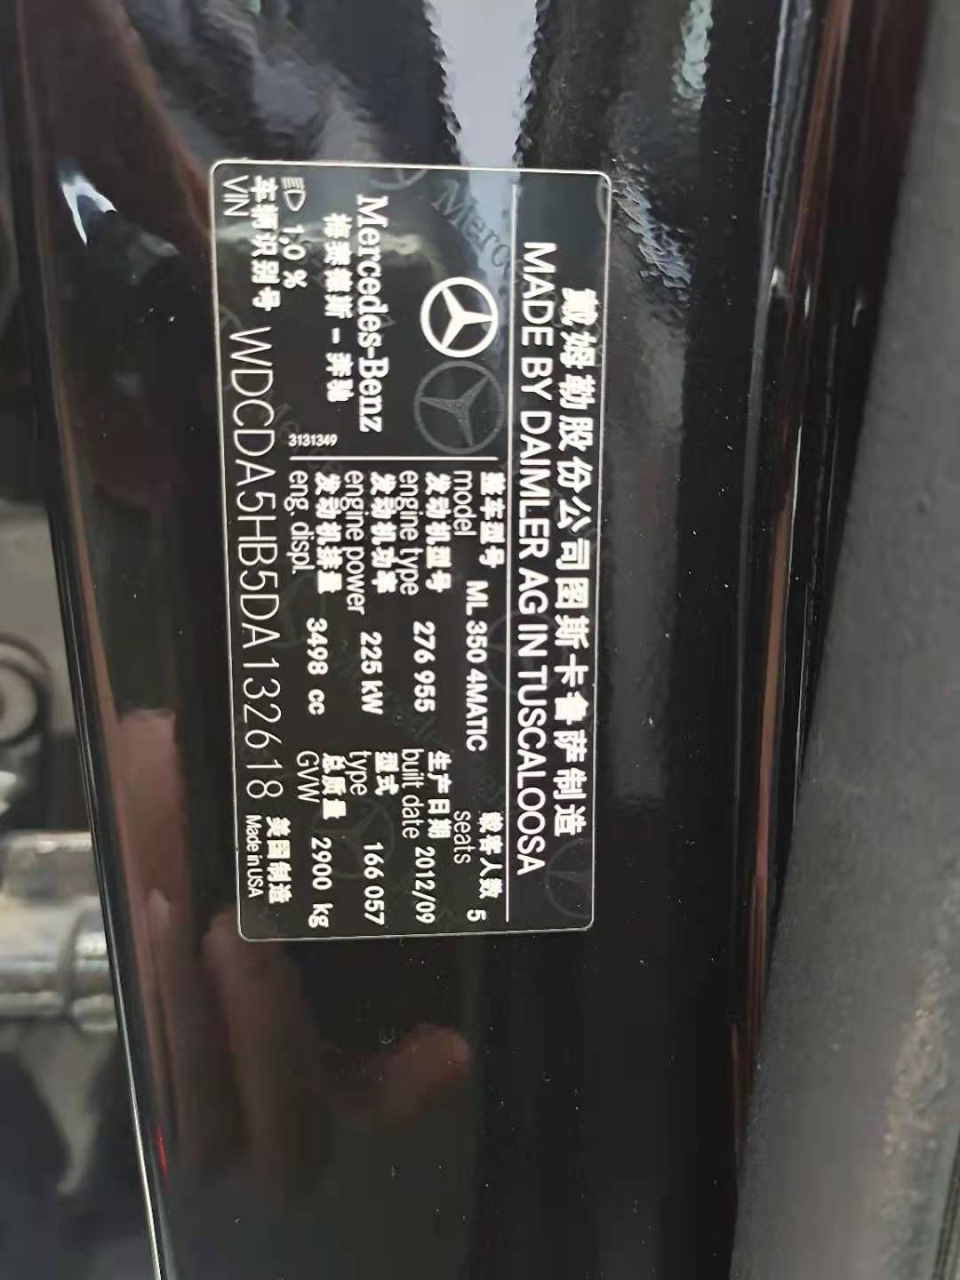 戴姆勒股份公司图斯卡鲁萨制造
MADE BY DAIMLER AG IN TUSCALOOSA
Mercedes-Benz
梅赛德斯-奔驰
3131349
1,0 %
整车型号 ML 350 4MATIC 载客人数 5
model seats
发动机型号 276 955 生产日期 2012/09
engine type built date
发动机功率 225 kW 型式 166 057
engine power type
发动机排量 3498 cc 总质量 2900 kg
eng. displ. GVW
车辆识别号 WDCDA5HB5DA132618 美国制造
VIN Made in USA